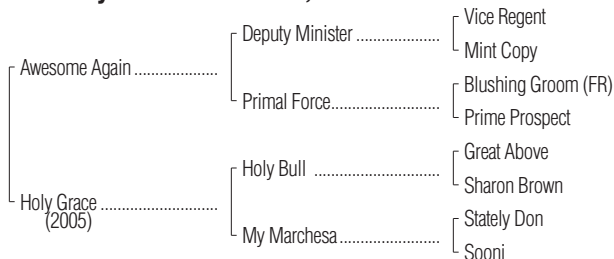 Vice Regent
Deputy Minister ....................
Mint Copy
Awesome Again ....................
Blushing Groom (FR)
Primal Force..........................
Prime Prospect
Great Above
Holy Bull ..............................
Sharon Brown
Holy Grace ............................
(2005)
Stately Don
My Marchesa........................
Sooni